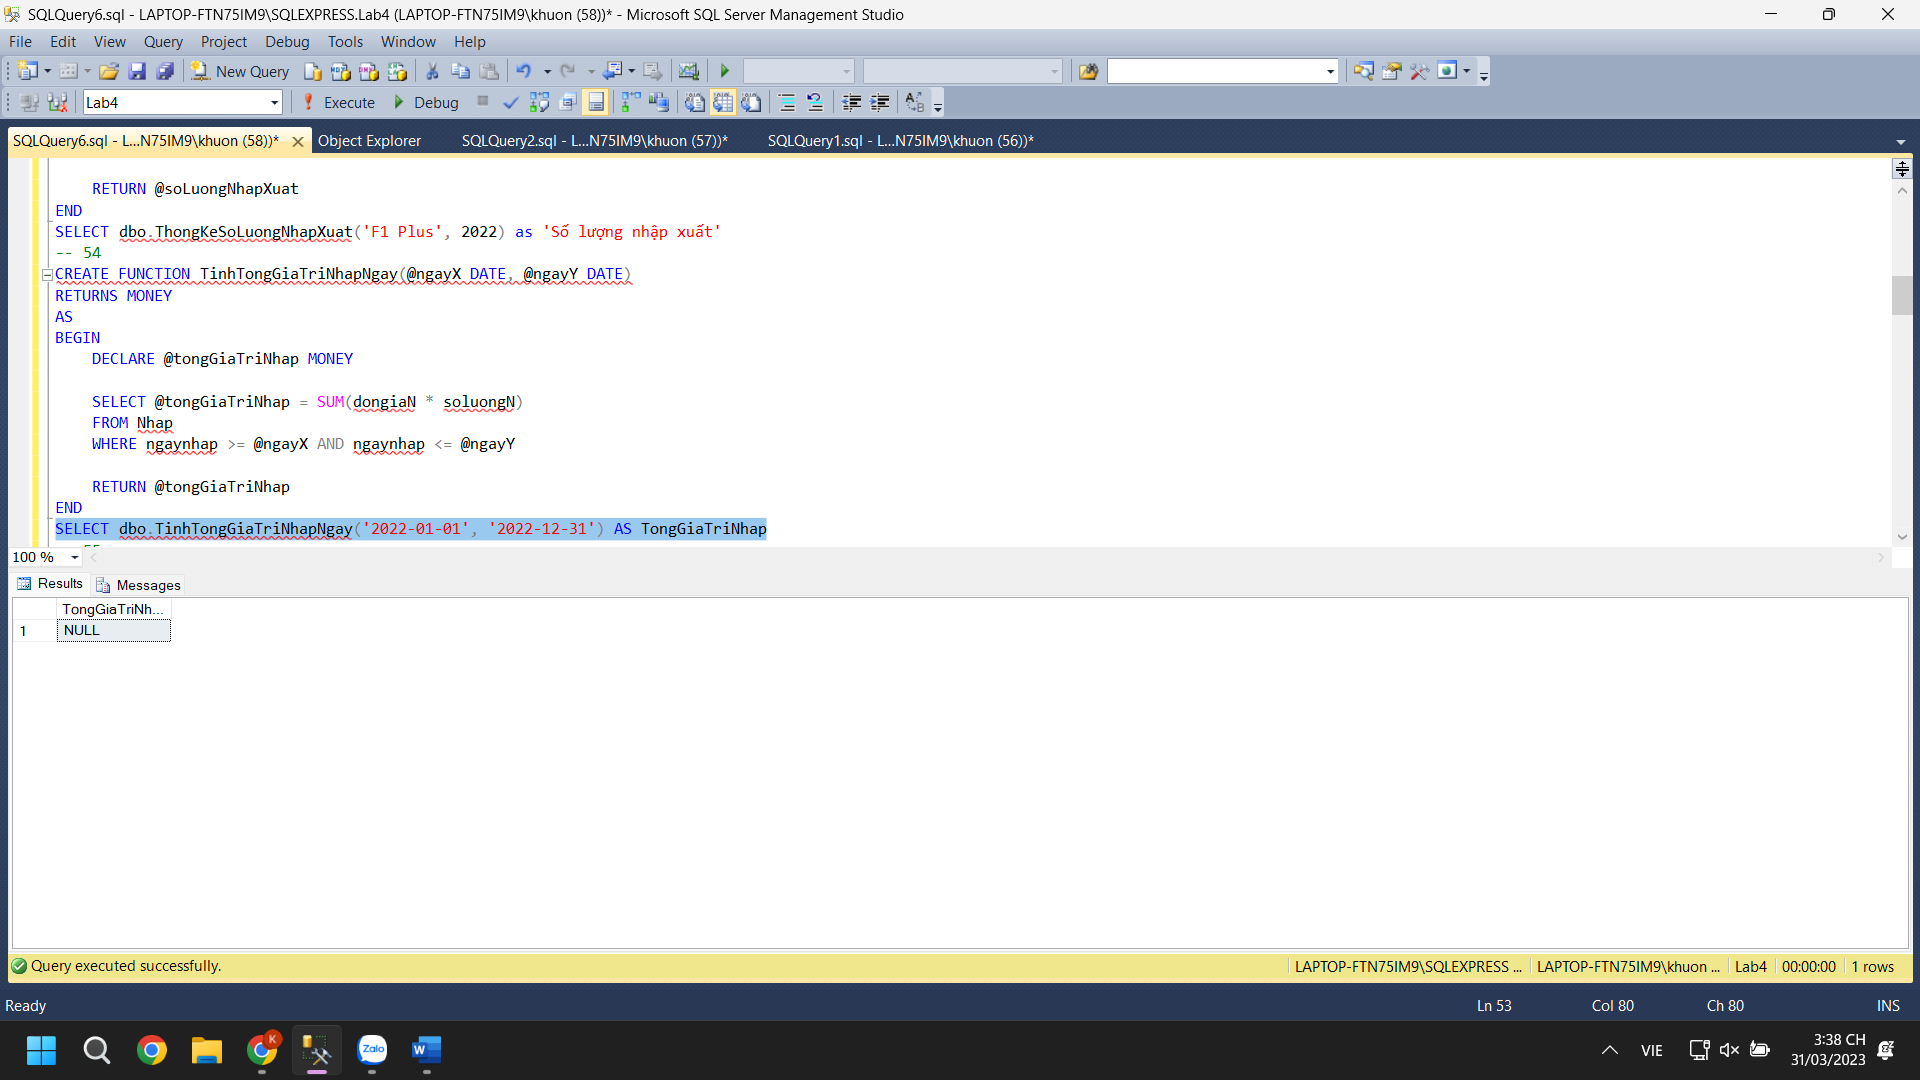 SQLQuery6.sql - LAPTOP-FTN75IM9\SQLEXPRESS.Lab4 (LAPTOP-FTN75IM9\khuon (58))* - Microsoft SQL Server Management Studio
File Edit View Query Project Debug Tools Window Help
New Query
Lab4 Execute Debug
SQLQuery6.sql - L...N75IM9\khuon (58))* Object Explorer SQLQuery2.sql - L...N75IM9\khuon (57))* SQLQuery1.sql - L...N75IM9\khuon (56))*
RETURN @soLuongNhapXuat
END
SELECT dbo.ThongKeSoLuongNhapXuat('F1 Plus', 2022) as 'Số lượng nhập xuất'
-- 54
CREATE FUNCTION TinhTongGiaTriNhapNgay(@ngayX DATE, @ngayY DATE)
RETURNS MONEY
AS
BEGIN
DECLARE @tongGiaTriNhap MONEY
SELECT @tongGiaTriNhap = SUM(dongiaN * soluongN)
FROM Nhap
WHERE ngaynhap >= @ngayX AND ngaynhap <= @ngayY
RETURN @tongGiaTriNhap
END
SELECT dbo.TinhTongGiaTriNhapNgay('2022-01-01', '2022-12-31') AS TongGiaTriNhap
100 %
Results Messages
TongGiaTriNh...
1 NULL
Query executed successfully. LAPTOP-FTN75IM9\SQLEXPRESS ... LAPTOP-FTN75IM9\khuon ... Lab4 00:00:00 1 rows
Ready Ln 53 Col 80 Ch 80 INS
K Zalo W VIE 3:38 CH
31/03/2023